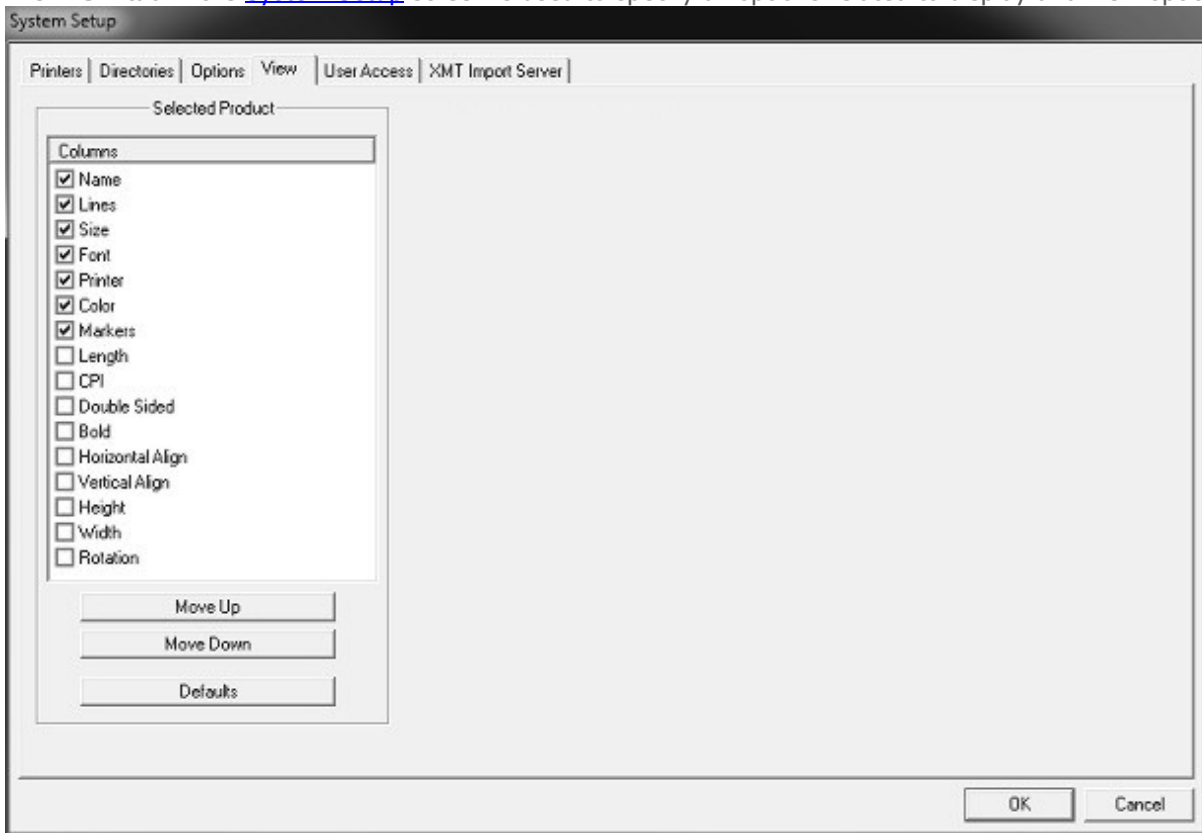 System Setup
System Setup
Printers Directories Options View User Access XMT Import Server
Selected Product
Columns
Name
Lines
Size
Font
Printer
Color
Markers
Length
CPI
Double Sided
Bold
Horizontal Align
Vertical Align
Height
Width
Rotation
Move Up
Move Down
Defaults
OK Cancel